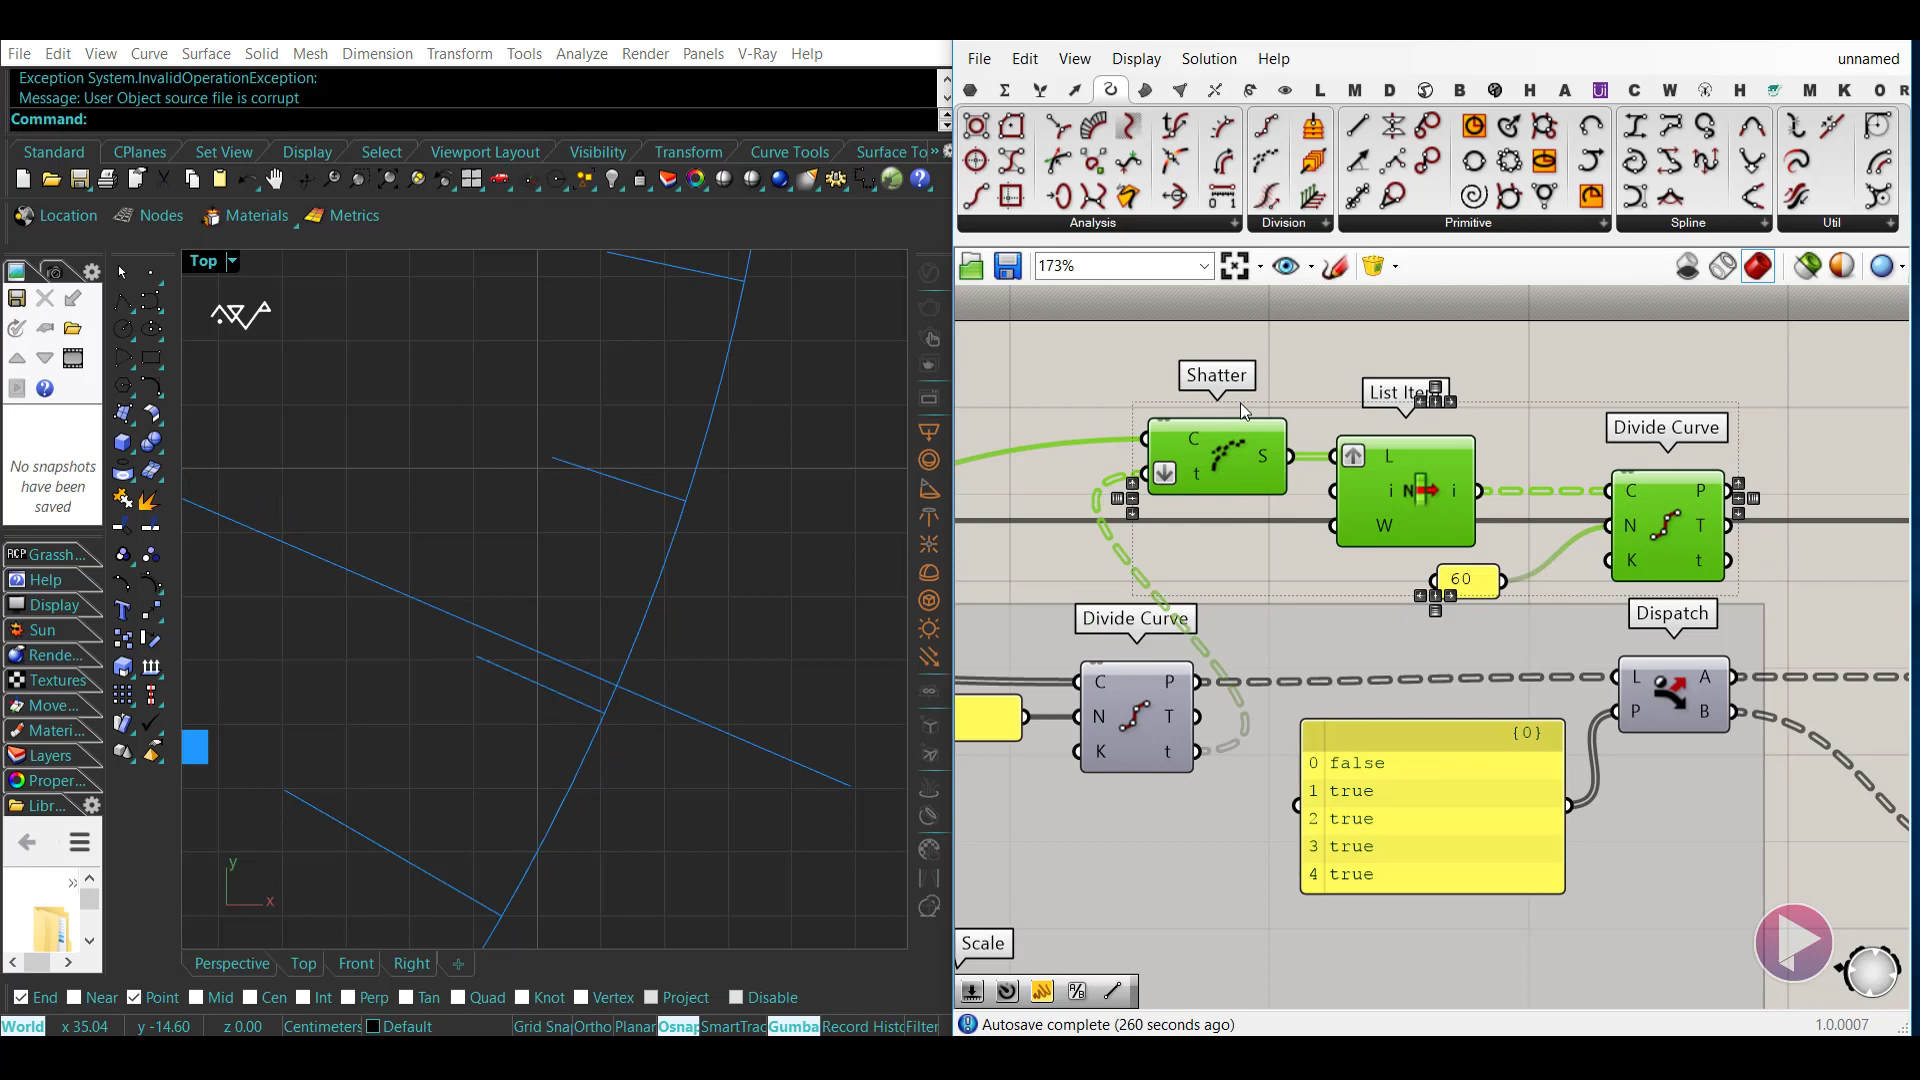 File Edit View Curve Surface Solid Mesh Dimension Transform Tools Analyze Render Panels V-Ray Help
Exception System.InvalidOperationException:
Message: User Object source file is corrupt
Command:
Standard CPlanes Set View Display Select Viewport Layout Visibility Transform Curve Tools Surface To
Location Nodes Materials Metrics
Top
No snapshots
have been
saved
Grassh...
Help
Display
Sun
Rende...
Textures
Move...
Materi...
Layers
Proper...
Libr...
y
x
Perspective Top Front Right
End Near Point Mid Cen Int Perp Tan Quad Knot Vertex Project Disable
World x 35.04 y -14.60 z 0.00 Centimeters Default Grid Sna Ortho Planar Osnap SmartTrac Gumba Record Histo Filter
File Edit View Display Solution Help unnamed
L M D B H A C W H M K O R
Analysis Division Primitive Spline Util
173%
Shatter
C
t
S
List Ite
L
i
W
N
i
Divide Curve
C P
N T
K t
60
Divide Curve
C P
N T
K t
Dispatch
L A
P B
{0}
0 false
1 true
2 true
3 true
4 true
Scale
Autosave complete (260 seconds ago) 1.0.0007